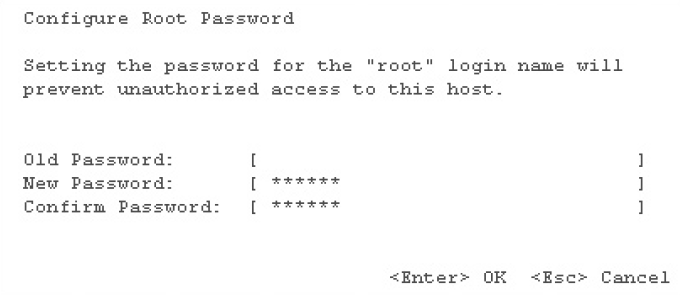 Configure Root Password
Setting the password for the "root" login name will
prevent unauthorized access to this host.
Old Password: [ ]
New Password: [ ****** ]
Confirm Password: [ ****** ]
<Enter> OK <Esc> Cancel